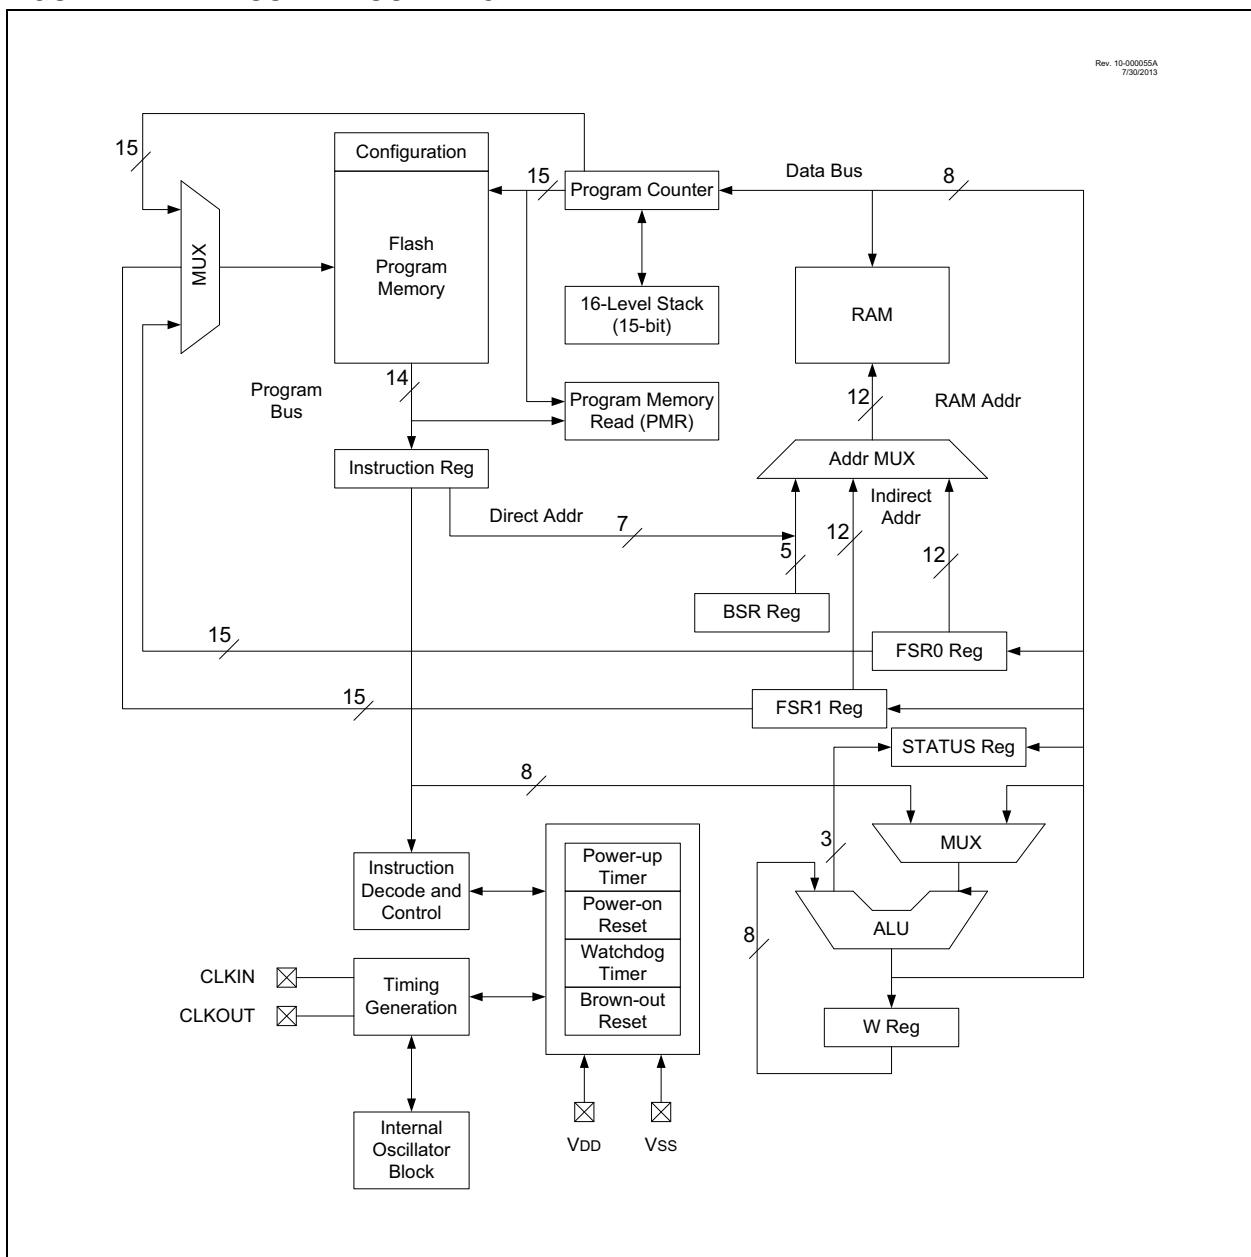 Rev. 10-000055A
7/30/2013
15
Configuration
15
Program Counter
Data Bus
8
MUX
Flash
Program
Memory
16-Level Stack
(15-bit)
RAM
Program
Bus
14
Program Memory
Read (PMR)
12
RAM Addr
Instruction Reg
Addr MUX
Direct Addr
7
Indirect
Addr
12
5
12
BSR Reg
15
FSR0 Reg
15
FSR1 Reg
STATUS Reg
8
3
MUX
Power-up
Timer
Instruction
Decode and
Control
Power-on
Reset
8
ALU
Watchdog
Timer
CLKIN
CLKOUT
Timing
Generation
Brown-out
Reset
W Reg
Internal
Oscillator
Block
VDD
VSS